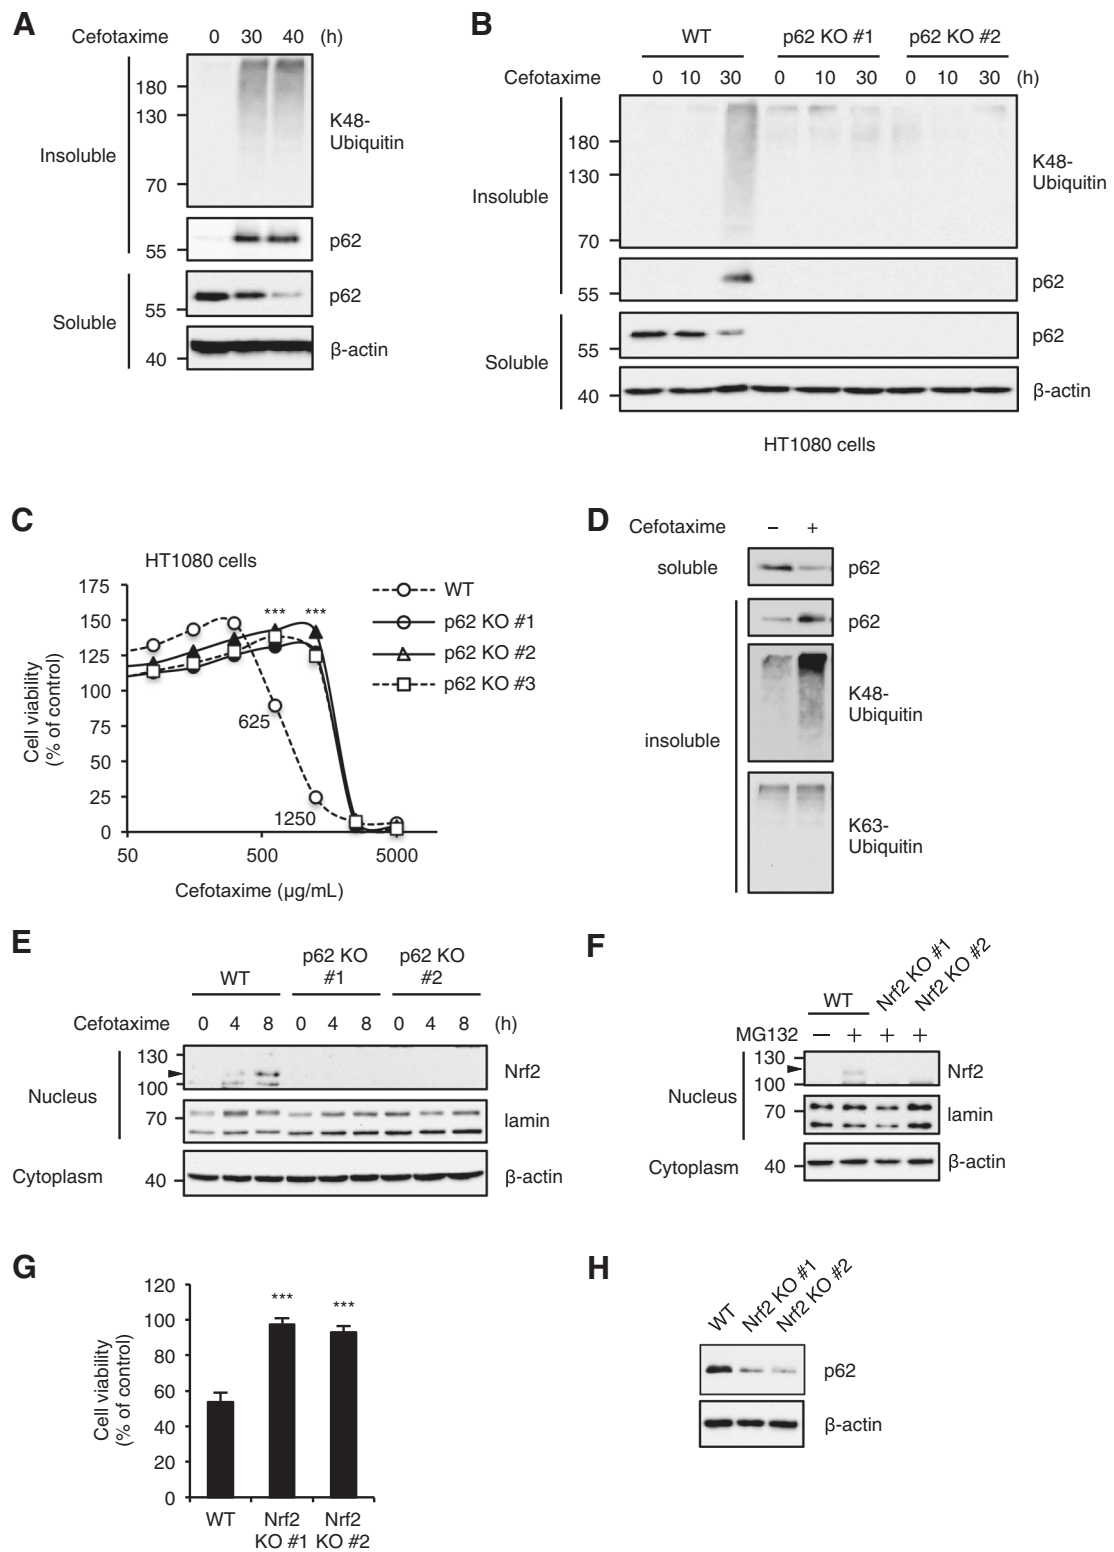 A
Cefotaxime 0 30 40 (h)
180
130
70
K48-
Ubiquitin
Insoluble
55
p62
55
p62
Soluble
40
β-actin
B
WT p62 KO #1 p62 KO #2
Cefotaxime 0 10 30 0 10 30 0 10 30 (h)
180
130
70
K48-
Ubiquitin
Insoluble
55
p62
55
p62
Soluble
40
β-actin
HT1080 cells
C
HT1080 cells
175
150
125
100
75
50
25
0
Cell viability
(% of control)
*** ***
625
1250
50 500 5000
Cefotaxime (µg/mL)
WT
p62 KO #1
p62 KO #2
p62 KO #3
D
Cefotaxime − +
soluble p62
p62
K48-
Ubiquitin
insoluble
K63-
Ubiquitin
E
WT p62 KO #1 p62 KO #2
Cefotaxime 0 4 8 0 4 8 0 4 8 (h)
130
100
Nrf2
Nucleus
70
lamin
Cytoplasm 40 β-actin
F
WT Nrf2 KO #1 Nrf2 KO #2
MG132 − + + +
130
100
Nrf2
Nucleus
70
lamin
Cytoplasm 40 β-actin
G
120
100
80
60
40
20
0
Cell viability
(% of control)
*** ***
WT Nrf2 KO #1 Nrf2 KO #2
H
WT Nrf2 KO #1 Nrf2 KO #2
p62
β-actin